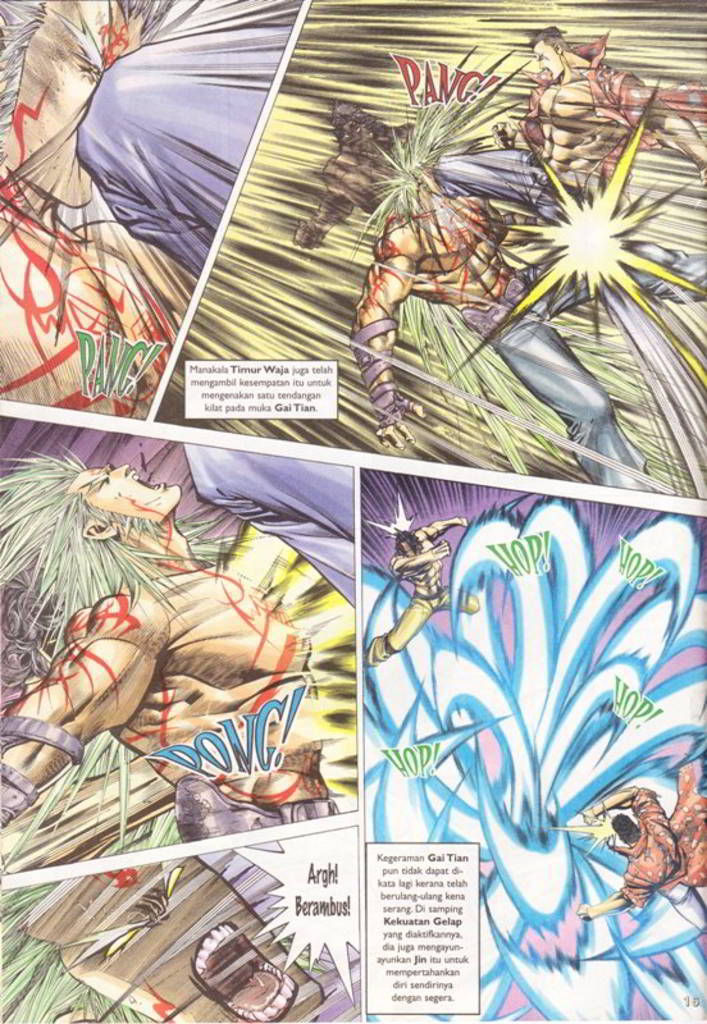 PANG!
PANG!
Manakala Timur Waja juga telah
mengambil kesempatan itu untuk
mengenakan satu tendangan
kilat pada muka Gai Tian.
PONG!
HOP!
HOP!
HOP!
HOP!
Argh!
Berambus!
Kegeraman Gai Tian
pun tidak dapat di-
kata lagi kerana telah
berulang-ulang kena
serang. Di samping
Kekuatan Gelap
yang diaktifkannya,
dia juga mengayun-
ayunkan Jin itu untuk
mempertahankan
diri sendirinya
dengan segera.
15